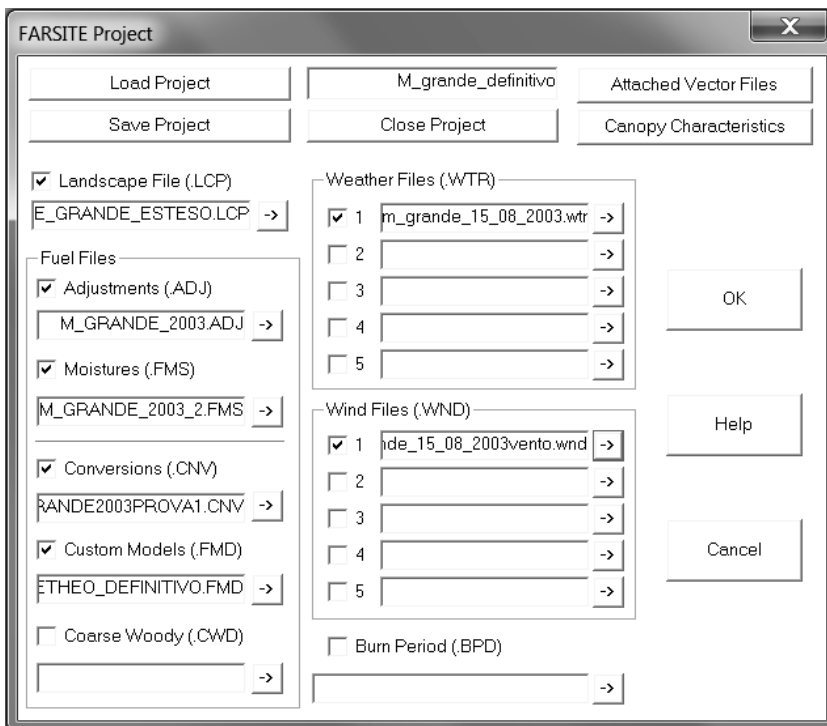 FARSITE Project
X
Load Project
M_grande_definitivo
Attached Vector Files
Save Project
Close Project
Canopy Characteristics
Landscape File (.LCP)
E_GRANDE_ESTESO.LCP ->
Fuel Files
Adjustments (.ADJ)
M_GRANDE_2003.ADJ ->
Moistures (.FMS)
M_GRANDE_2003_2.FMS ->
Conversions (.CNV)
RANDE2003PROVA1.CNV ->
Custom Models (.FMD)
ETHEO_DEFINITIVO.FMD ->
Coarse Woody (.CWD)
->
Weather Files (.WTR)
1 m_grande_15_08_2003.wtr ->
2 ->
3 ->
4 ->
5 ->
Wind Files (.WND)
1 nde_15_08_2003vento.wnd ->
2 ->
3 ->
4 ->
5 ->
Burn Period (.BPD)
->
OK
Help
Cancel